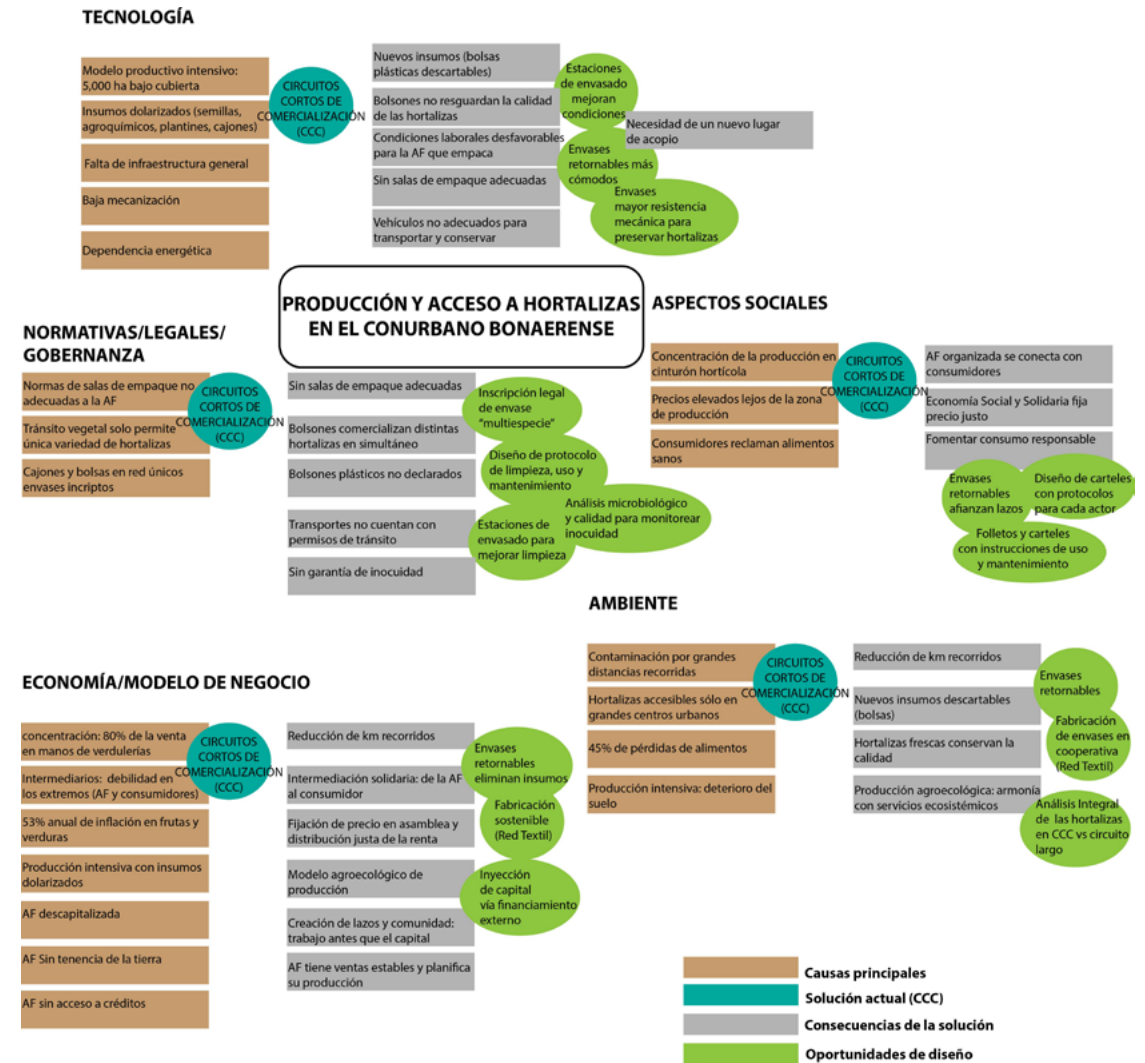 TECNOLOGÍA
Modelo productivo intensivo:
5,000 ha bajo cubierta
Insumos dolarizados (semillas,
agroquímicos, plantines, cajones)
Falta de infraestructura general
Baja mecanización
Dependencia energética
CIRCUITOS
CORTOS DE
COMERCIALIZACIÓN
(CCC)
Nuevos insumos (bolsas
plásticas descartables)
Bolsones no resguardan la calidad
de las hortalizas
Condiciones laborales desfavorables
para la AF que empaca
Sin salas de empaque adecuadas
Vehículos no adecuados para
transportar y conservar
Estaciones
de envasado
mejoran
condiciones
Necesidad de un nuevo lugar
de acopio
Envases
retornables más
cómodos
Envases
mayor resistencia
mecánica para
preservar hortalizas
PRODUCCIÓN Y ACCESO A HORTALIZAS
EN EL CONURBANO BONAERENSE
NORMATIVAS/LEGALES/
GOBERNANZA
Normas de salas de empaque no
adecuadas a la AF
Tránsito vegetal solo permite
única variedad de hortalizas
Cajones y bolsas en red únicos
envases incriptos
CIRCUITOS
CORTOS DE
COMERCIALIZACIÓN
(CCC)
Sin salas de empaque adecuadas
Bolsones comercializan distintas
hortalizas en simultáneo
Bolsones plásticos no declarados
Transportes no cuentan con
permisos de tránsito
Sin garantía de inocuidad
Inscripción legal
de envase
"multiespecie"
Diseño de protocolo
de limpieza, uso y
mantenimiento
Análisis microbiológico
y calidad para monitorear
inocuidad
Estaciones de
envasado para
mejorar limpieza
ASPECTOS SOCIALES
Concentración de la producción en
cinturón hortícola
Precios elevados lejos de la zona
de producción
Consumidores reclaman alimentos
sanos
CIRCUITOS
CORTOS DE
COMERCIALIZACIÓN
(CCC)
AF organizada se conecta con
consumidores
Economía Social y Solidaria fija
precio justo
Fomentar consumo responsable
Envases
retornables
afianzan lazos
Diseño de carteles
con protocolos
para cada actor
Folletos y carteles
con instrucciones de uso
y mantenimiento
ECONOMÍA/MODELO DE NEGOCIO
concentración: 80% de la venta
en manos de verdulerías
Intermediarios: debilidad en
los extremos (AF y consumidores)
53% anual de inflación en frutas y
verduras
Producción intensiva con insumos
dolarizados
AF descapitalizada
AF Sin tenencia de la tierra
AF sin acceso a créditos
CIRCUITOS
CORTOS DE
COMERCIALIZACIÓN
(CCC)
Reducción de km recorridos
Intermediación solidaria: de la AF
al consumidor
Fijación de precio en asamblea y
distribución justa de la renta
Modelo agroecológico de
producción
Creación de lazos y comunidad:
trabajo antes que el capital
AF tiene ventas estables y planifica
su producción
Envases
retornables
eliminan insumos
Fabricación
sostenible
(Red Textil)
Inyección
de capital
vía financiamiento
externo
AMBIENTE
Contaminación por grandes
distancias recorridas
Hortalizas accesibles sólo en
grandes centros urbanos
45% de pérdidas de alimentos
Producción intensiva: deterioro del
suelo
CIRCUITOS
CORTOS DE
COMERCIALIZACIÓN
(CCC)
Reducción de km recorridos
Nuevos insumos descartables
(bolsas)
Hortalizas frescas conservan la
calidad
Producción agroecológica: armonía
con servicios ecosistémicos
Envases
retornables
Fabricación
de envases en
cooperativa
(Red Textil)
Análisis Integral
de las hortalizas
en CCC vs circuito
largo
Causas principales
Solución actual (CCC)
Consecuencias de la solución
Oportunidades de diseño